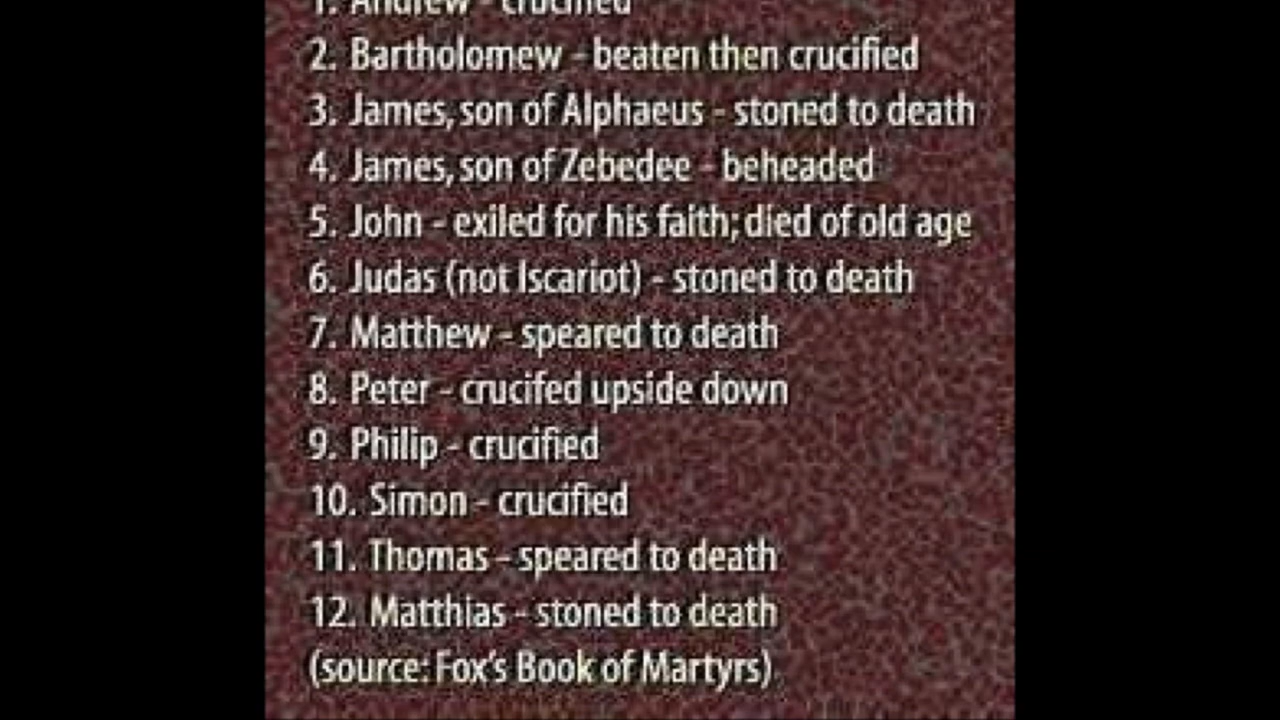 1. Andrew - crucified
2. Bartholomew - beaten then crucified
3. James, son of Alphaeus - stoned to death
4. James, son of Zebedee - beheaded
5. John - exiled for his faith; died of old age
6. Judas (not Iscariot) - stoned to death
7. Matthew - speared to death
8. Peter - crucifed upside down
9. Philip - crucified
10. Simon - crucified
11. Thomas - speared to death
12. Matthias - stoned to death
(source: Fox's Book of Martyrs)